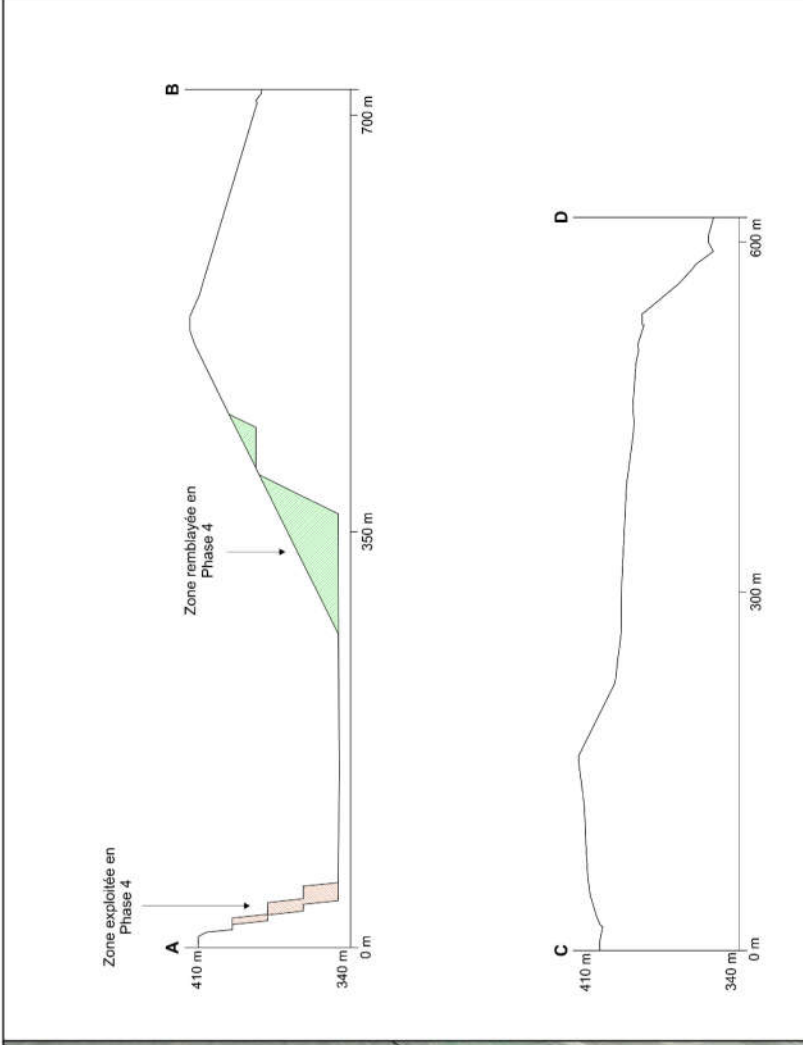 A
B
Zone exploitée en
Phase 4
Zone remblayée en
Phase 4
410 m
340 m
0 m
350 m
700 m
C
D
410 m
340 m
0 m
300 m
600 m